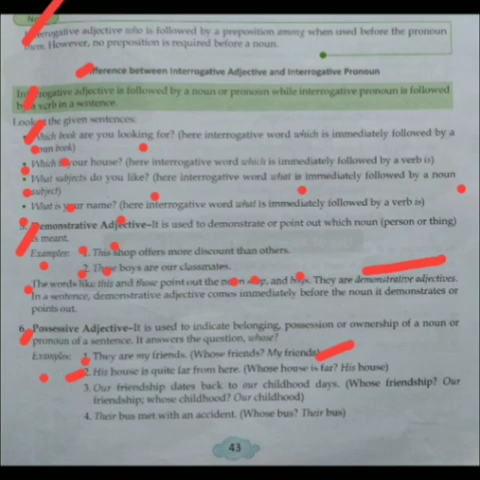 No
Interrogative adjective who is followed by a preposition among when used before the pronoun
them. However, no preposition is required before a noun.
Difference between Interrogative Adjective and Interrogative Pronoun
Interrogative adjective is followed by a noun or pronoun while interrogative pronoun is followed
by a verb in a sentence.
Look at the given sentences:
• Which book are you looking for? (here interrogative word which is immediately followed by a
noun book)
• Which is your house? (here interrogative word which is immediately followed by a verb is)
• What subjects do you like? (here interrogative word what is immediately followed by a noun
subject)
• What is your name? (here interrogative word what is immediately followed by a verb is)
5. Demonstrative Adjective–It is used to demonstrate or point out which noun (person or thing)
is meant.
Examples: 1. This shop offers more discount than others.
2. Those boys are our classmates.
The words like this and those point out the noun shop, and boys. They are demonstrative adjectives.
In a sentence, demonstrative adjective comes immediately before the noun it demonstrates or
points out.
6. Possessive Adjective–It is used to indicate belonging, possession or ownership of a noun or
pronoun of a sentence. It answers the question, whose?
Examples: 1. They are my friends. (Whose friends? My friends)
2. His house is quite far from here. (Whose house is far? His house)
3. Our friendship dates back to our childhood days. (Whose friendship? Our
friendship; whose childhood? Our childhood)
4. Their bus met with an accident. (Whose bus? Their bus)
43